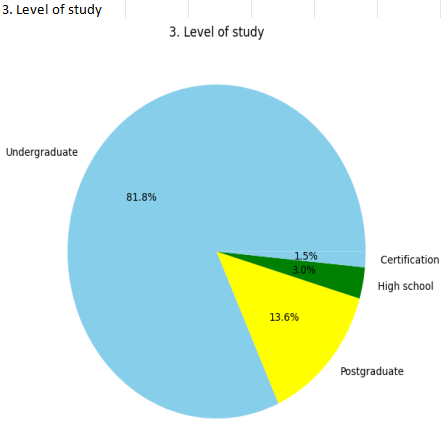 3. Level of study
3. Level of study
Undergraduate
81.8%
1.5%
Certification
3.0%
High school
13.6%
Postgraduate